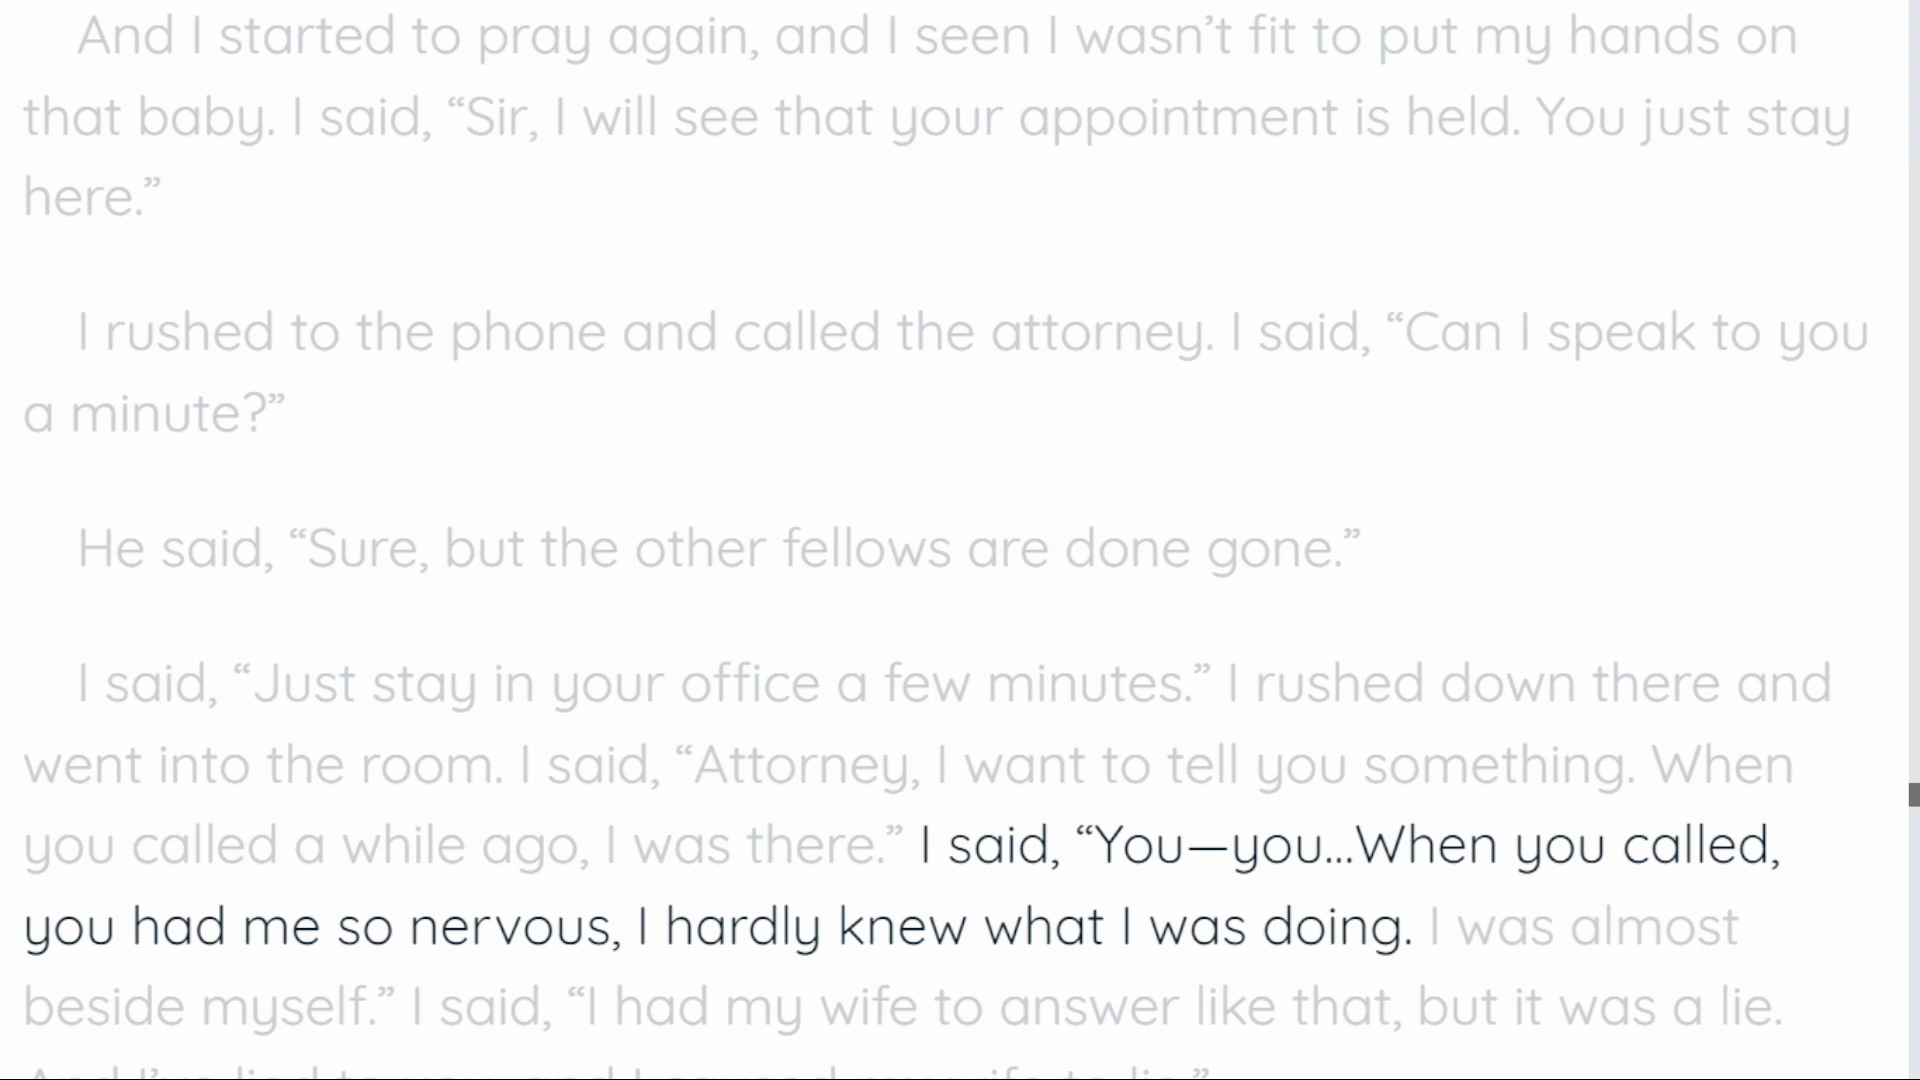 And I started to pray again, and I seen I wasn’t fit to put my hands on
that baby. I said, “Sir, I will see that your appointment is held. You just stay
here.”
I rushed to the phone and called the attorney. I said, “Can I speak to you
a minute?”
He said, “Sure, but the other fellows are done gone.”
I said, “Just stay in your office a few minutes.” I rushed down there and
went into the room. I said, “Attorney, I want to tell you something. When
you called a while ago, I was there.” I said, “You—you...When you called,
you had me so nervous, I hardly knew what I was doing. I was almost
beside myself.” I said, “I had my wife to answer like that, but it was a lie.